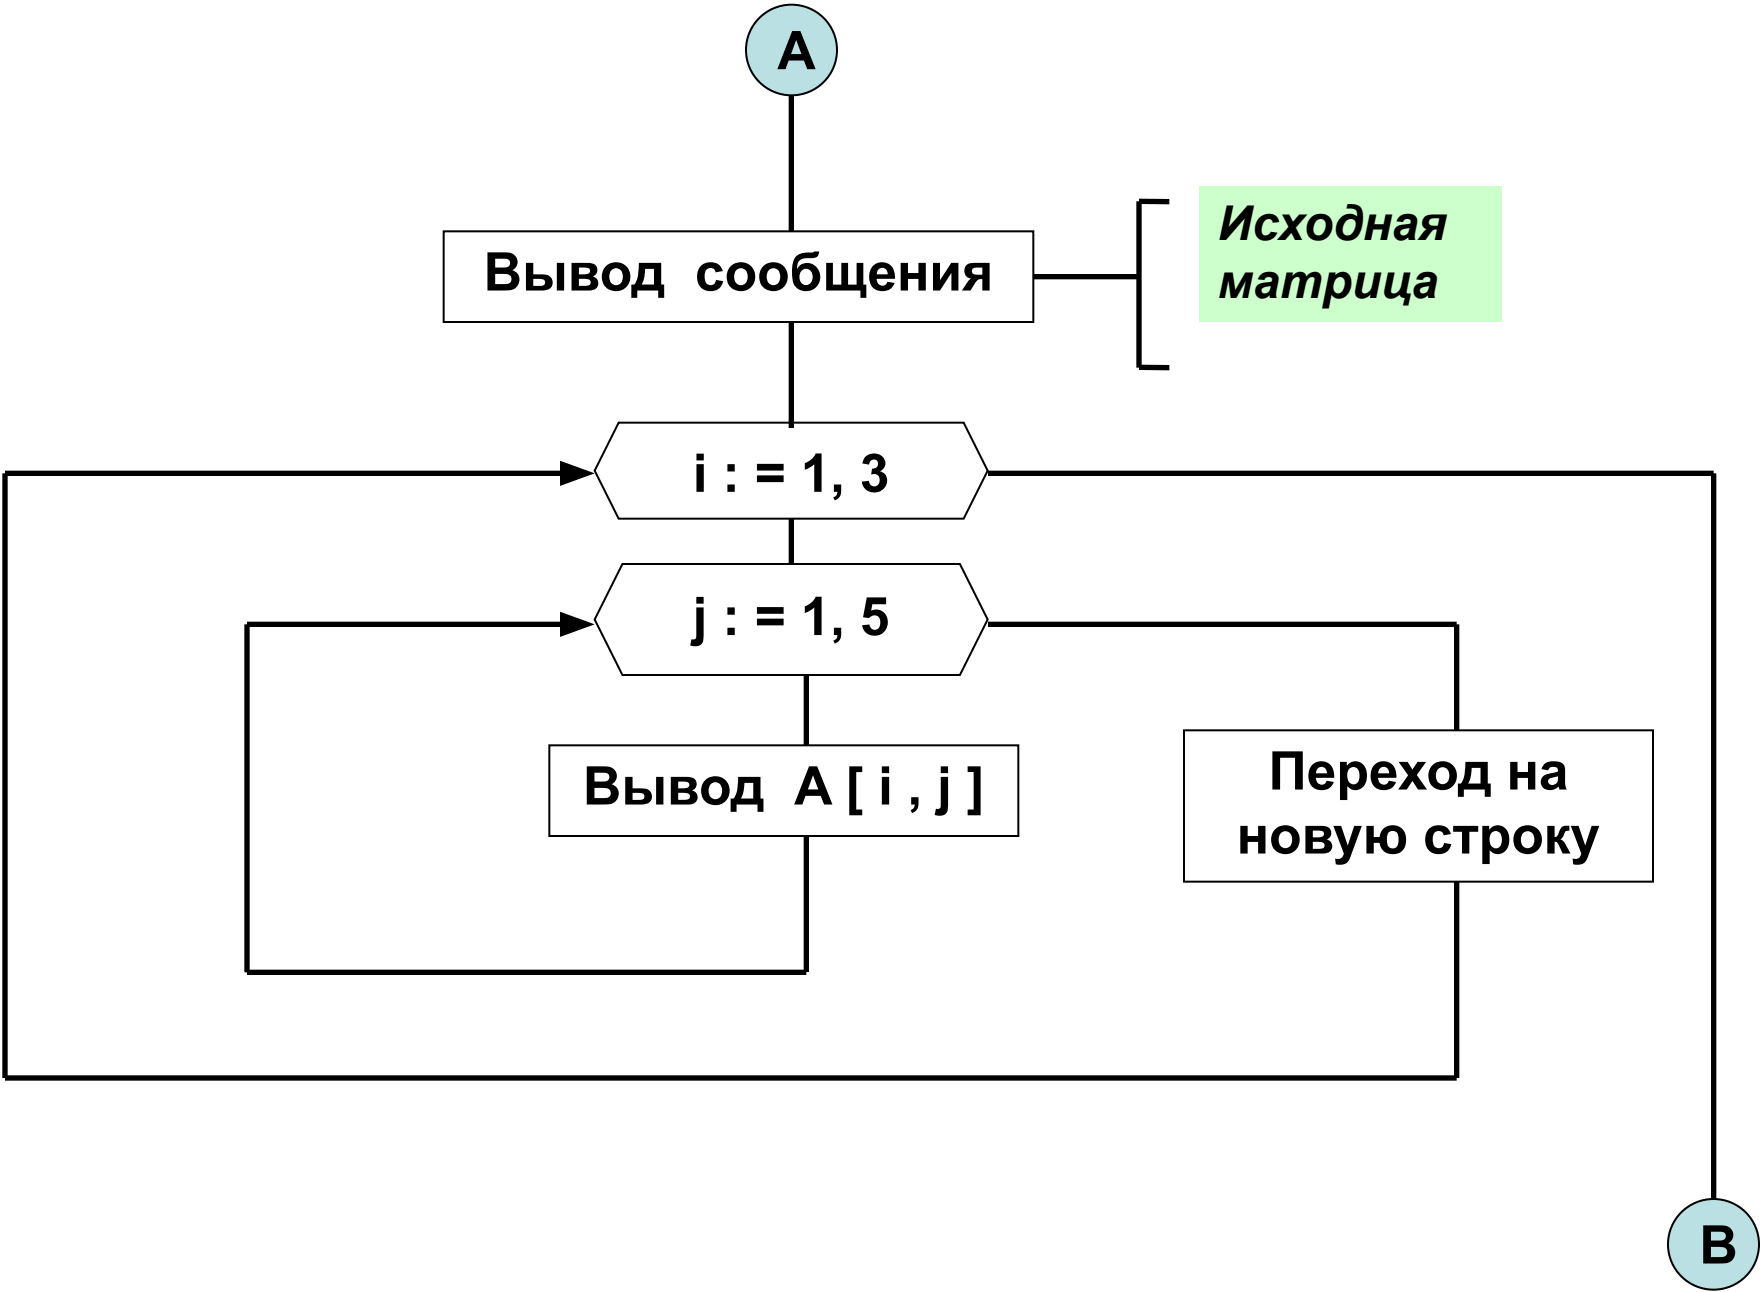 A
Вывод сообщения
Исходная
матрица
i : = 1, 3
j : = 1, 5
Вывод A [ i , j ]
Переход на
новую строку
B